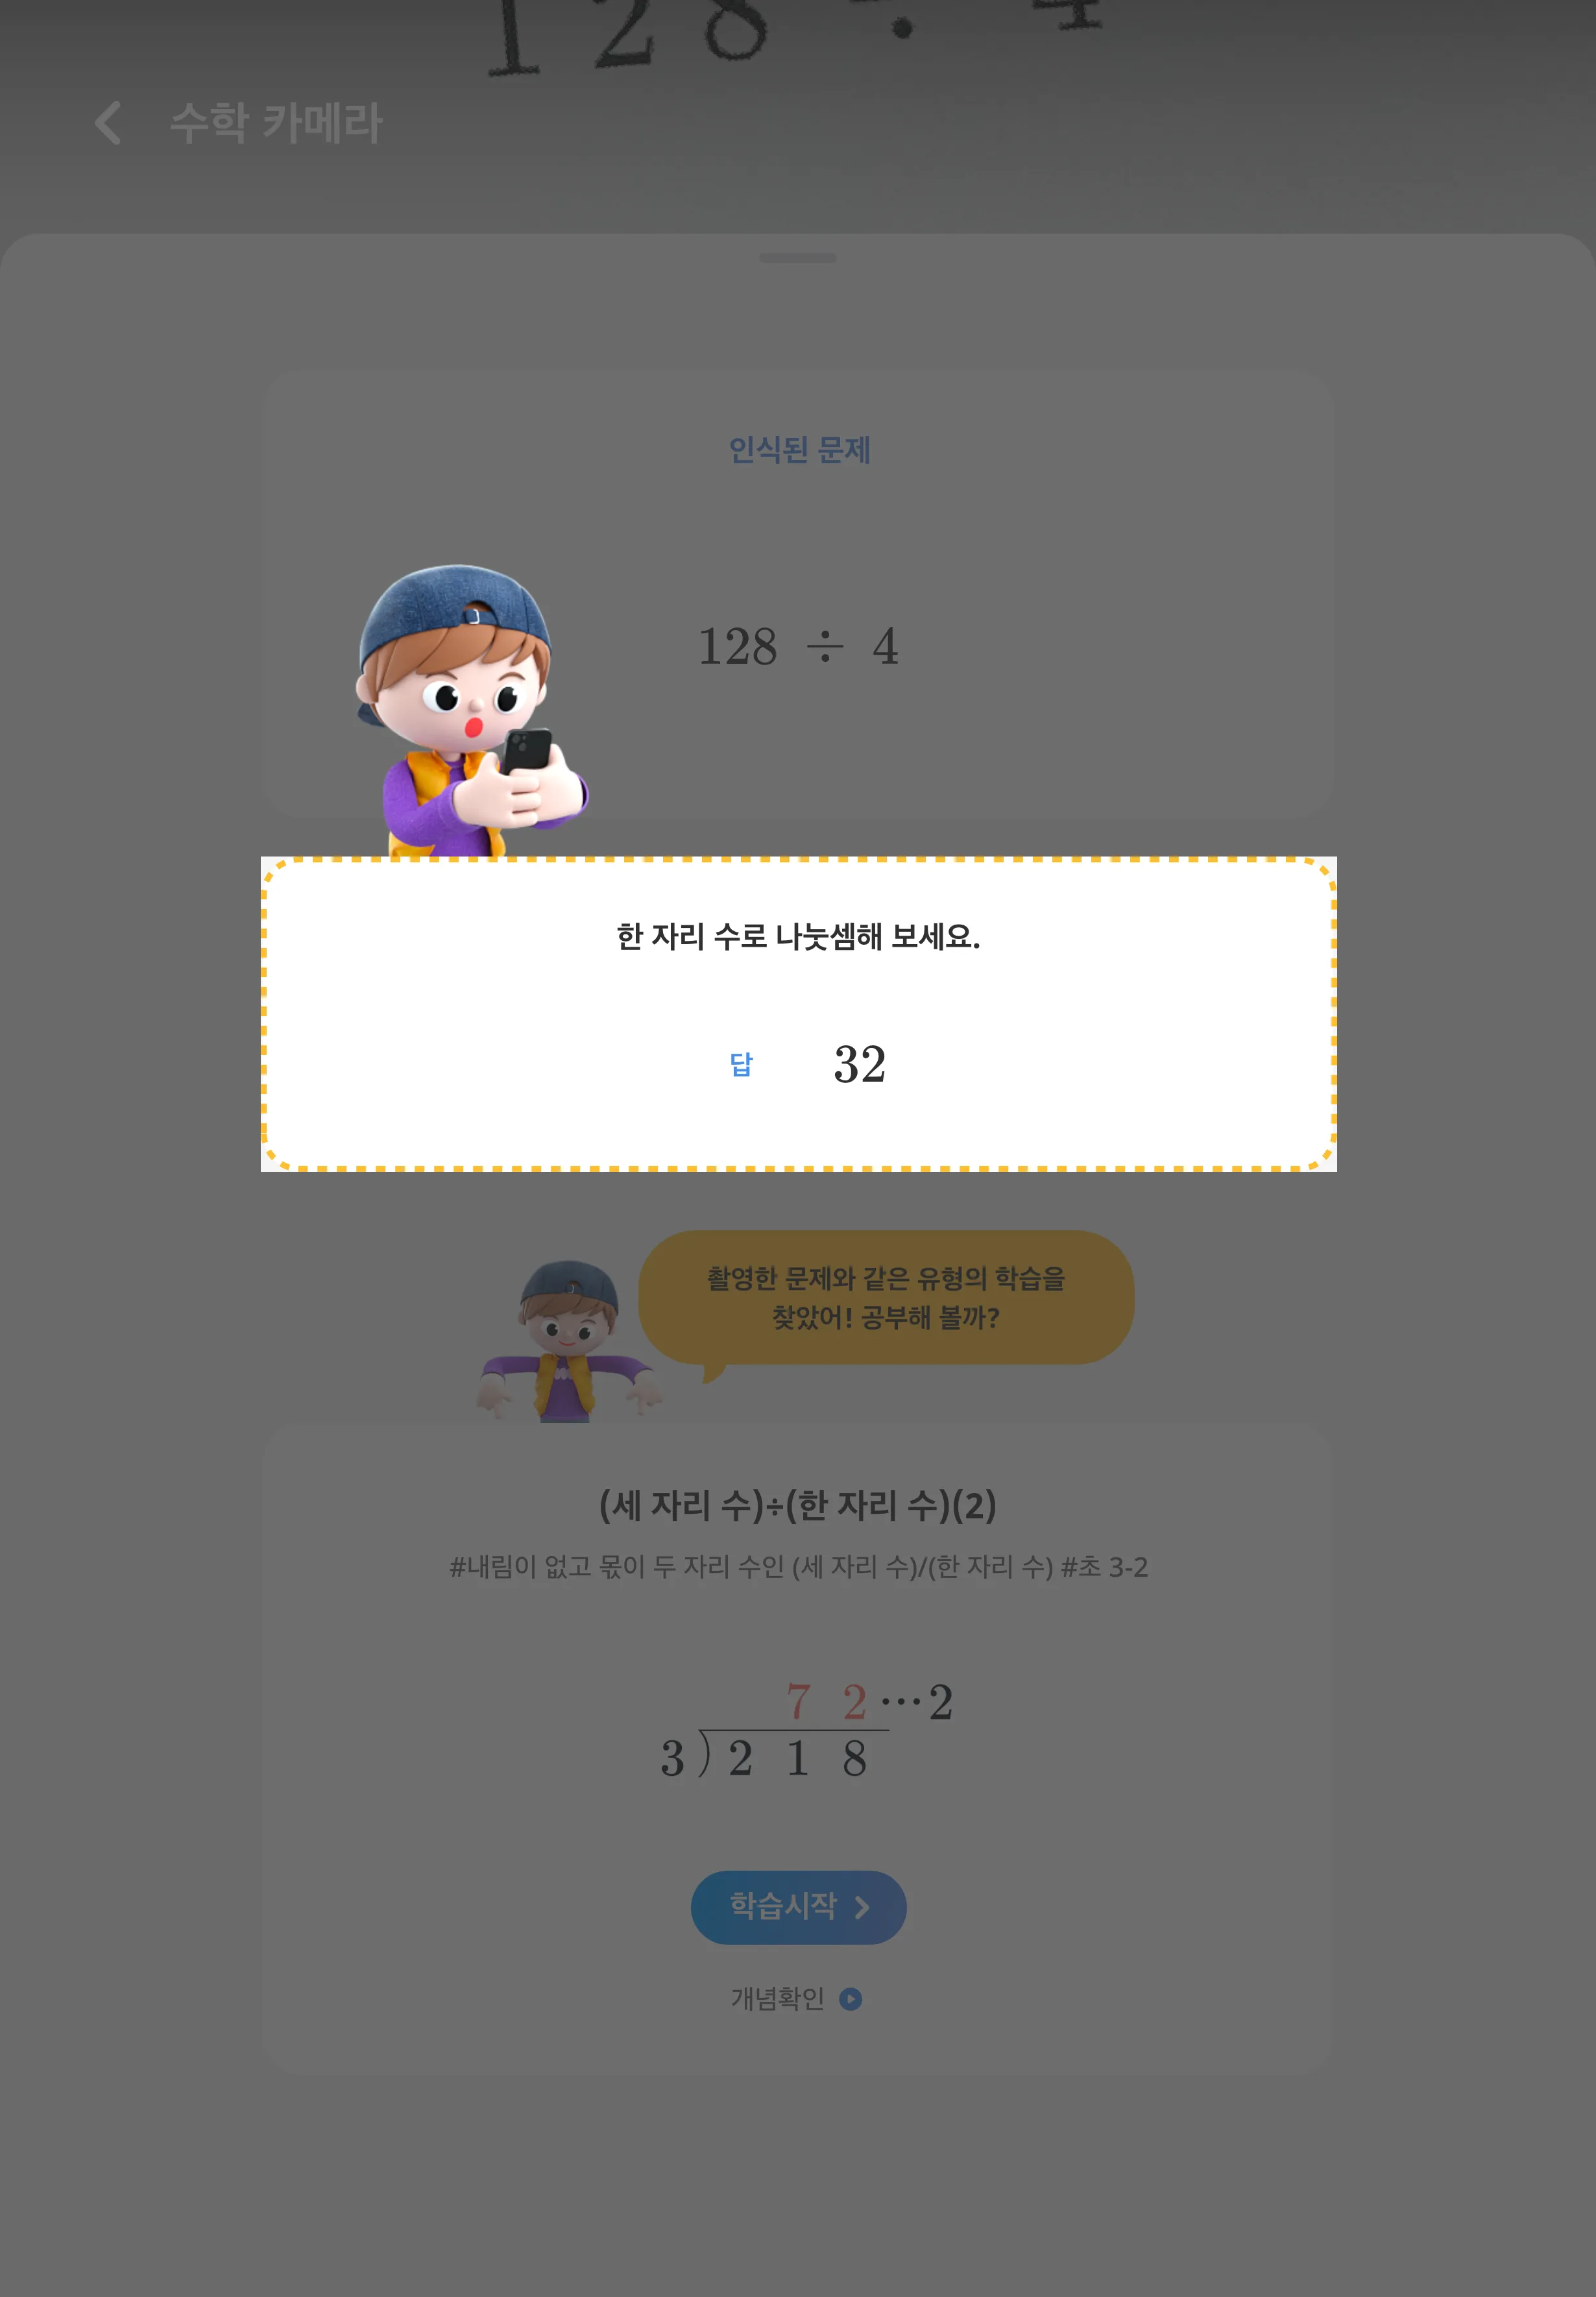 128 ÷ 4
수학 카메라
인식된 문제
128 ÷ 4
한 자리 수로 나눗셈해 보세요.
답 32
촬영한 문제와 같은 유형의 학습을
찾았어! 공부해 볼까?
(세 자리 수)÷(한 자리 수)(2)
#내림이 없고 몫이 두 자리 수인 (세 자리 수)/(한 자리 수) #초 3-2
7 2 ···2
3 ) 2 1 8
학습시작
개념확인